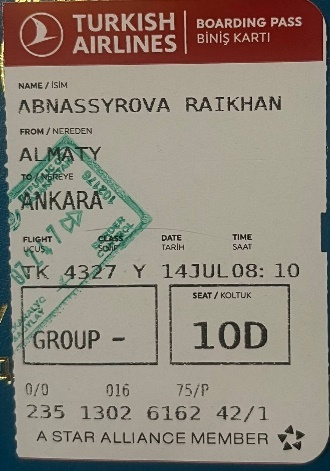 TURKISH AIRLINES
BOARDING PASS
BİNİŞ KARTI
NAME / İSİM
ABNASSYROVA RAIKHAN
FROM / NEREDEN
ALMATY
TO / NEREYE
ANKARA
FLIGHT CLASS DATE TIME
UÇUŞ SINIF TARİH SAAT
TK 4327 Y 14JUL 08:10
SEAT / KOLTUK
GROUP - 10D
0/0 016 75/P
235 1302 6162 42/1
A STAR ALLIANCE MEMBER
BORDER CONTROL